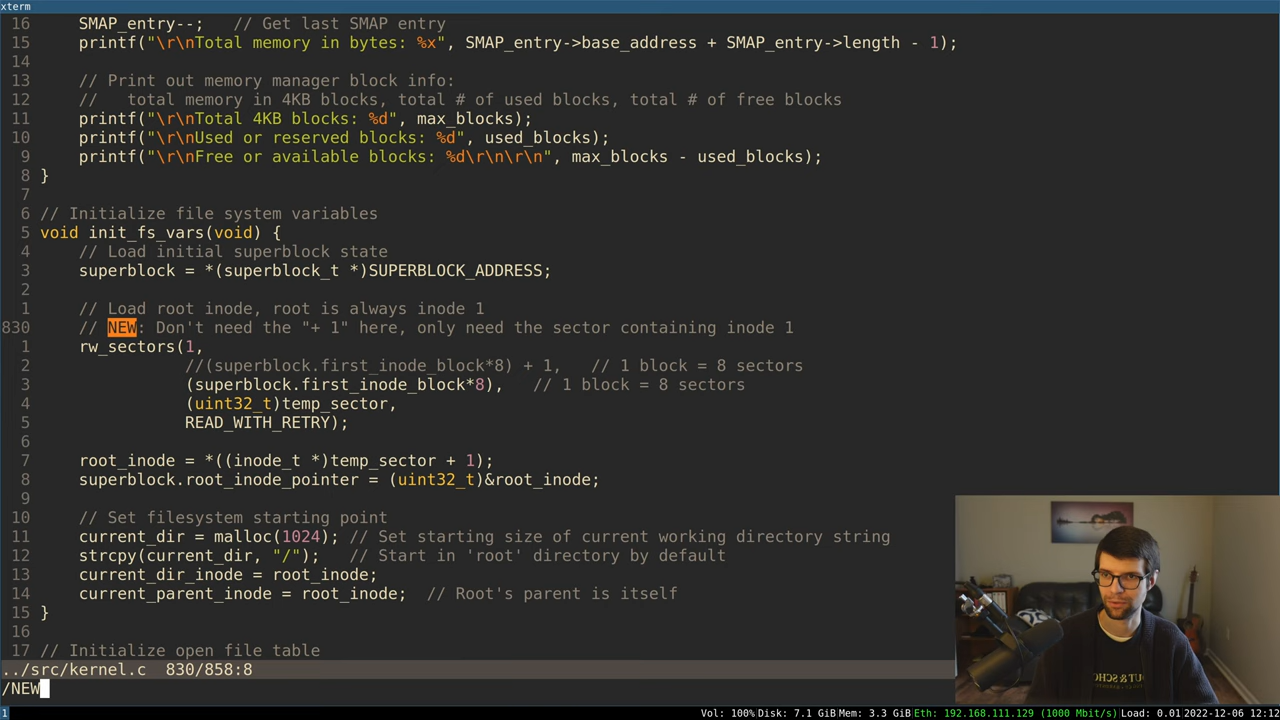 xterm
16     SMAP_entry--;   // Get last SMAP entry
15     printf("\r\nTotal memory in bytes: %x", SMAP_entry->base_address + SMAP_entry->length - 1);
14
13     // Print out memory manager block info:
12     //   total memory in 4KB blocks, total # of used blocks, total # of free blocks
11     printf("\r\nTotal 4KB blocks: %d", max_blocks);
10     printf("\r\nUsed or reserved blocks: %d", used_blocks);
9     printf("\r\nFree or available blocks: %d\r\n\r\n", max_blocks - used_blocks);
8 }
7
6 // Initialize file system variables
5 void init_fs_vars(void) {
4     // Load initial superblock state
3     superblock = *(superblock_t *)SUPERBLOCK_ADDRESS;
2
1     // Load root inode, root is always inode 1
830     // NEW: Don't need the "+ 1" here, only need the sector containing inode 1
1     rw_sectors(1,
2                //(superblock.first_inode_block*8) + 1,   // 1 block = 8 sectors
3                (superblock.first_inode_block*8),   // 1 block = 8 sectors
4                (uint32_t)temp_sector,
5                READ_WITH_RETRY);
6
7     root_inode = *((inode_t *)temp_sector + 1);
8     superblock.root_inode_pointer = (uint32_t)&root_inode;
9
10     // Set filesystem starting point
11     current_dir = malloc(1024); // Set starting size of current working directory string
12     strcpy(current_dir, "/");   // Start in 'root' directory by default
13     current_dir_inode = root_inode;
14     current_parent_inode = root_inode;  // Root's parent is itself
15 }
16
17 // Initialize open file table
../src/kernel.c  830/858:8
/NEW
1 Vol: 100% Disk: 7.1 GiB Mem: 3.3 GiB Eth: 192.168.111.129 (1000 Mbit/s) Load: 0.01 2022-12-06 12:12